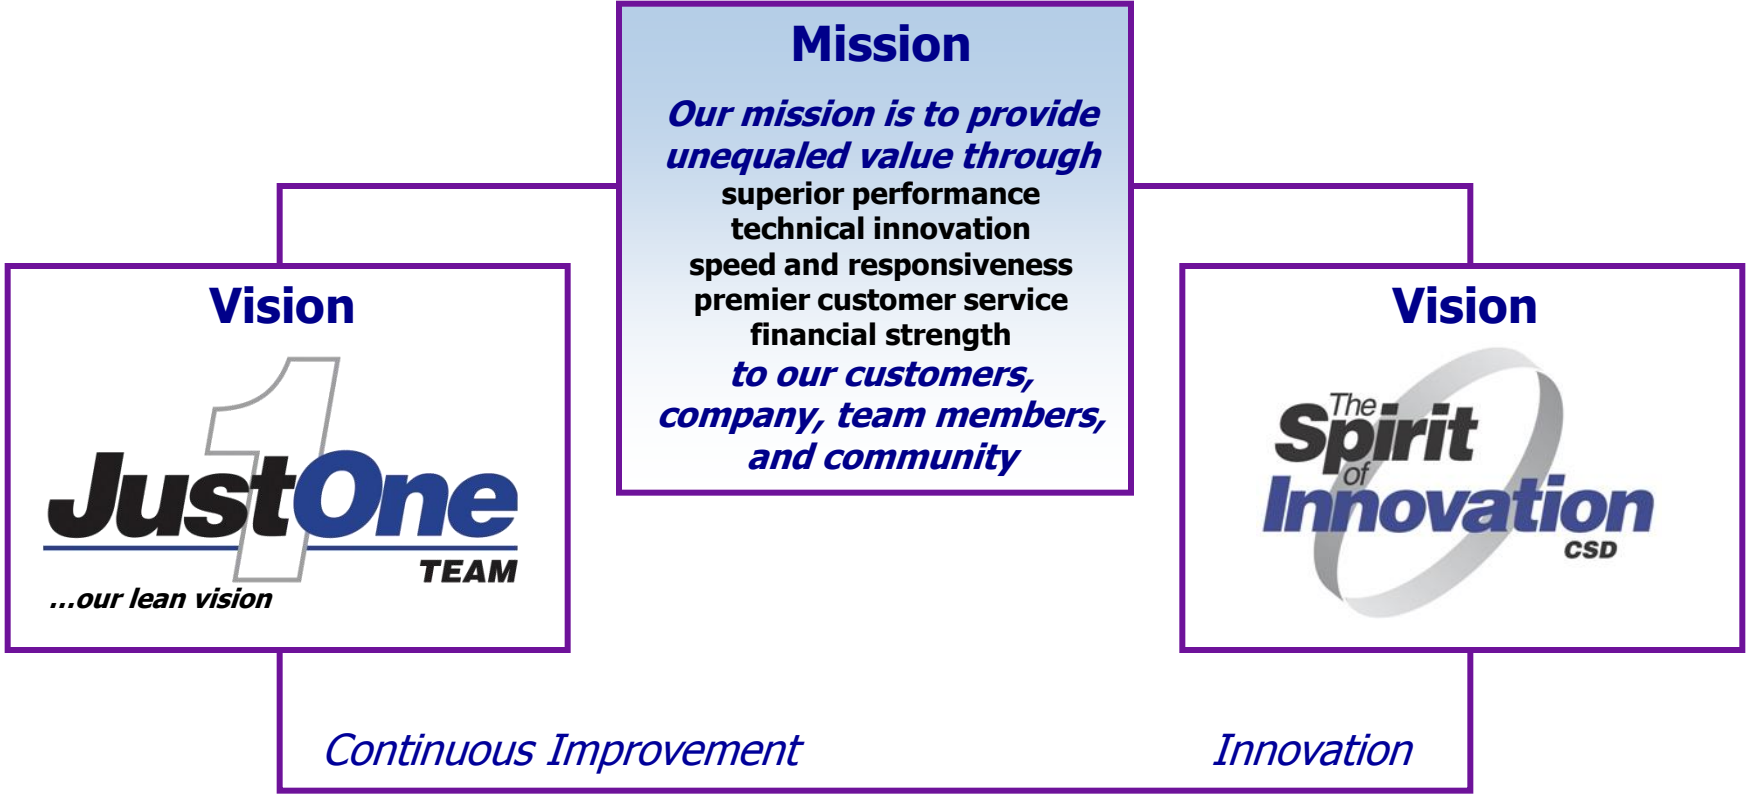 Mission
Our mission is to provide
unequaled value through
superior performance
technical innovation
speed and responsiveness
premier customer service
financial strength
to our customers,
company, team members,
and community
Vision
1
JustOne
TEAM
...our lean vision
Vision
The
Spirit
of
Innovation
CSD
Continuous Improvement
Innovation